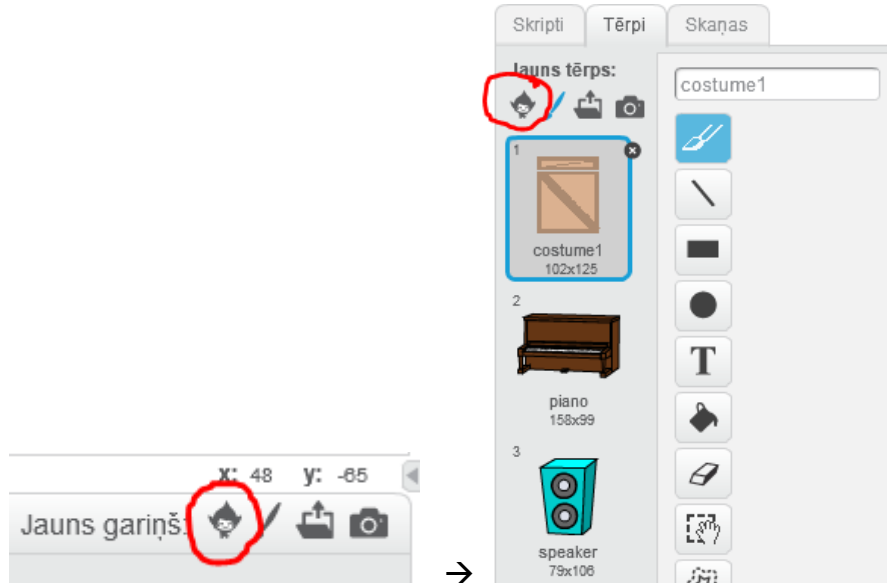 x: 48 y: -65
Jauns gariņš:
→
Skripti Tērpi Skaņas
Jauns tērps:
costume1
1
costume1
102x125
2
piano
158x99
3
speaker
79x106
T